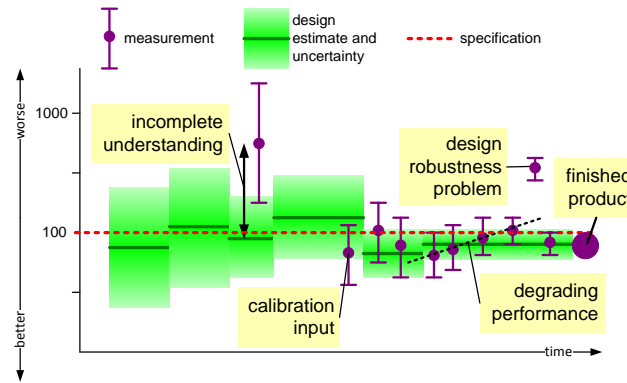 measurement
design
estimate and
uncertainty
specification
worse
better
1000
100
incomplete
understanding
design
robustness
problem
finished
product
calibration
input
degrading
performance
time